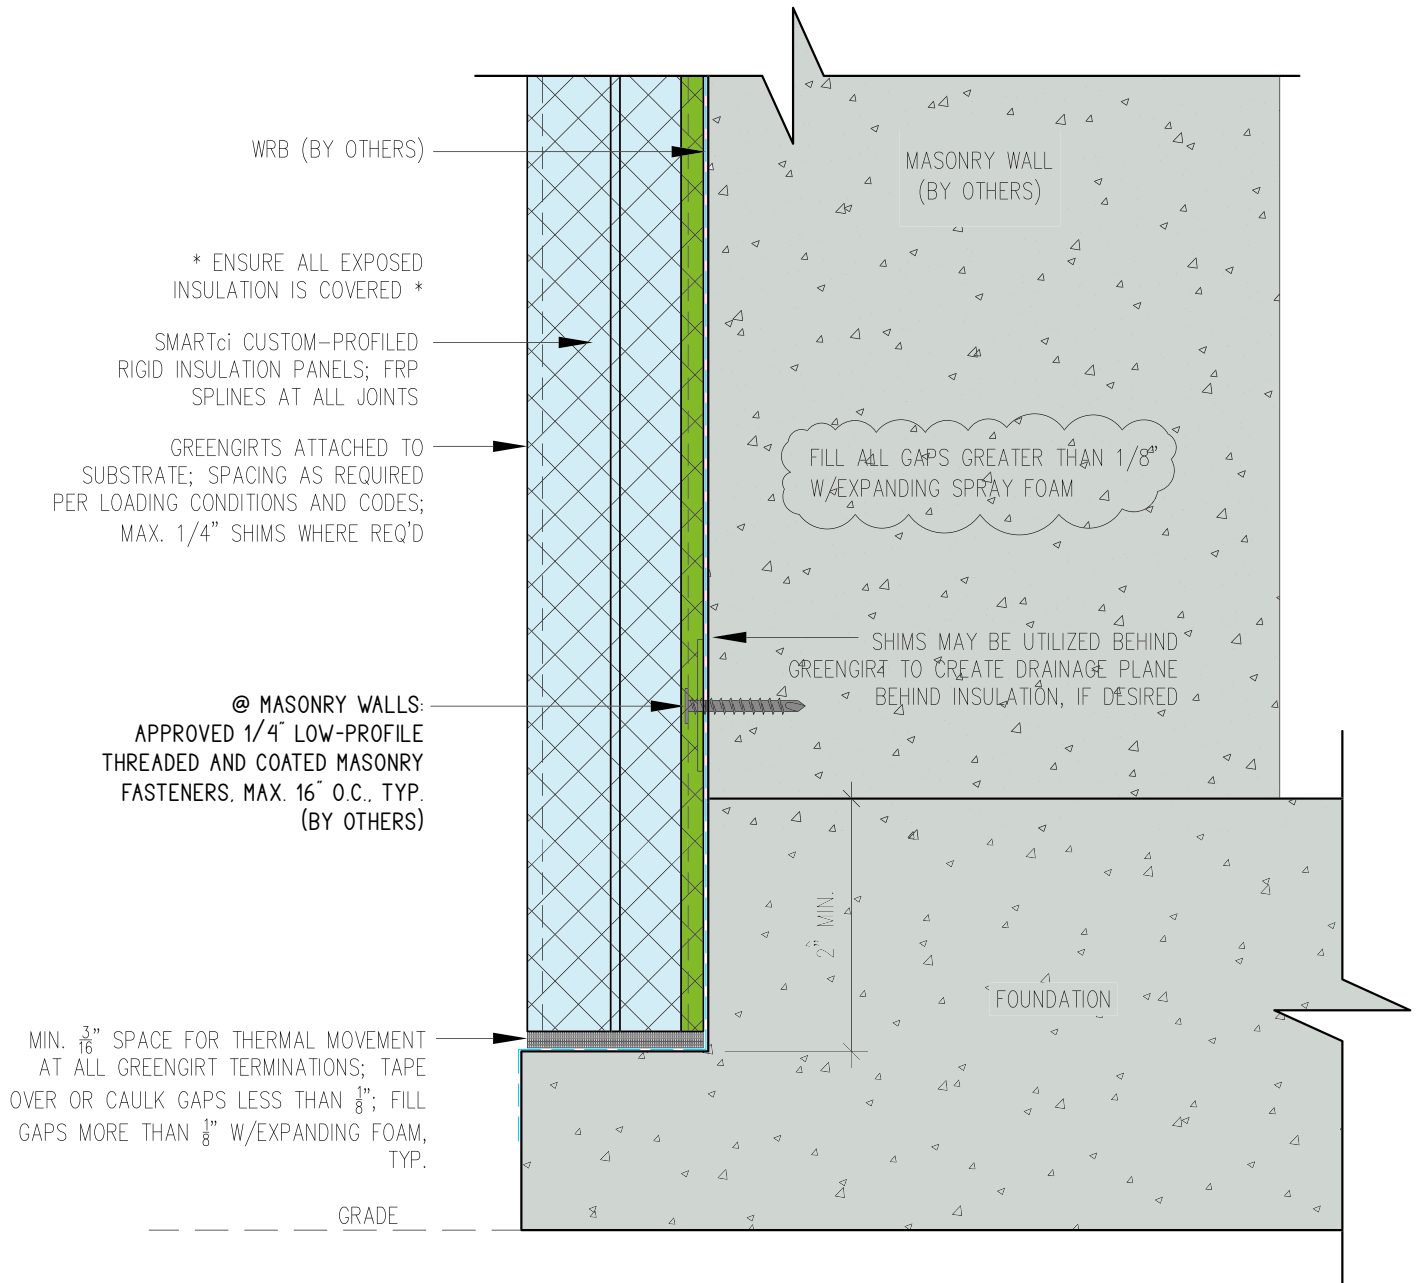 WRB (BY OTHERS)
MASONRY WALL
(BY OTHERS)
* ENSURE ALL EXPOSED
INSULATION IS COVERED *
SMARTci CUSTOM-PROFILED
RIGID INSULATION PANELS; FRP
SPLINES AT ALL JOINTS
GREENGIRTS ATTACHED TO
SUBSTRATE; SPACING AS REQUIRED
PER LOADING CONDITIONS AND CODES;
MAX. 1/4" SHIMS WHERE REQ'D
FILL ALL GAPS GREATER THAN 1/8"
W/EXPANDING SPRAY FOAM
SHIMS MAY BE UTILIZED BEHIND
GREENGIRT TO CREATE DRAINAGE PLANE
BEHIND INSULATION, IF DESIRED
@ MASONRY WALLS:
APPROVED 1/4" LOW-PROFILE
THREADED AND COATED MASONRY
FASTENERS, MAX. 16" O.C., TYP.
(BY OTHERS)
2" MIN.
FOUNDATION
MIN. 3/16" SPACE FOR THERMAL MOVEMENT
AT ALL GREENGIRT TERMINATIONS; TAPE
OVER OR CAULK GAPS LESS THAN 1/8"; FILL
GAPS MORE THAN 1/8" W/EXPANDING FOAM,
TYP.
GRADE